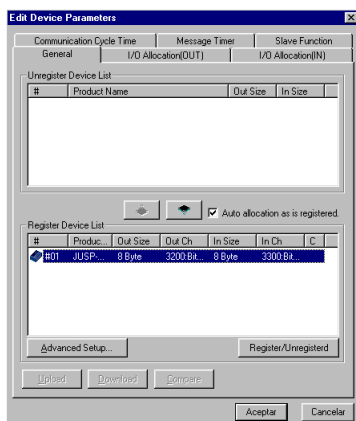 Edit Device Parameters
Communication Cycle Time Message Timer Slave Function
General I/O Allocation(OUT) I/O Allocation(IN)
Unregister Device List
# Product Name Out Size In Size
Auto allocation as is registered.
Register Device List
# Produc... Out Size Out Ch In Size In Ch C
#01 JUSP-... 8 Byte 3200:Bit... 8 Byte 3300:Bit...
Advanced Setup... Register/Unregisterd
Upload Download Compare
Aceptar Cancelar